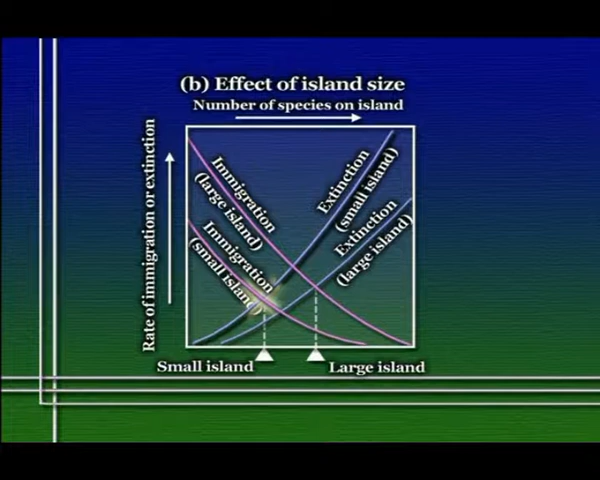 (b) Effect of island size
Number of species on island
Rate of immigration or extinction
Immigration
(large island)
Immigration
(small island)
Extinction
(small island)
Extinction
(large island)
Small island
Large island